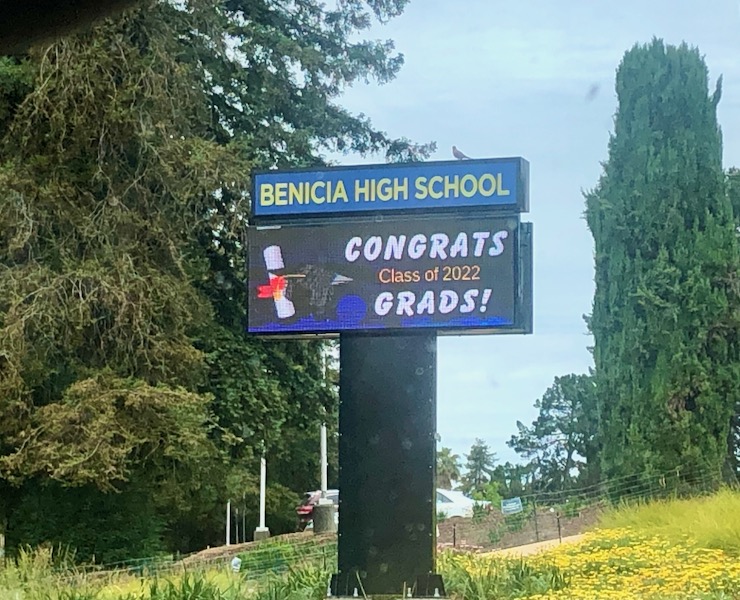 BENICIA HIGH SCHOOL
CONGRATS
Class of 2022
GRADS!